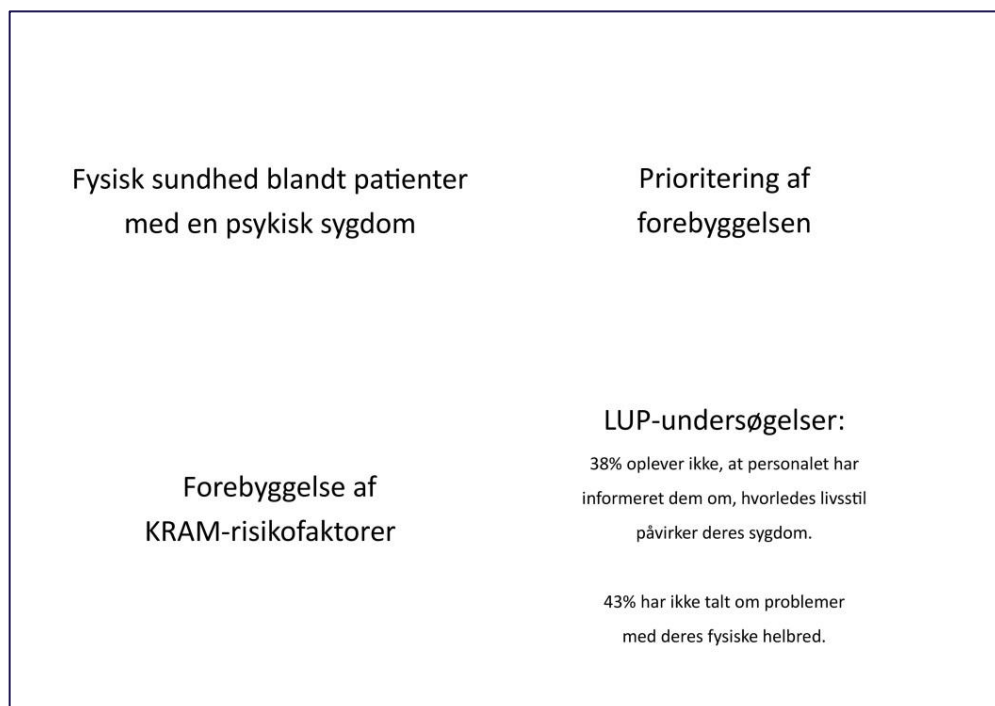 Fysisk sundhed blandt patienter
med en psykisk sygdom
Prioritering af
forebyggelsen
Forebyggelse af
KRAM-risikofaktorer
LUP-undersøgelser:
38% oplever ikke, at personalet har
informeret dem om, hvorledes livsstil
påvirker deres sygdom.
43% har ikke talt om problemer
med deres fysiske helbred.